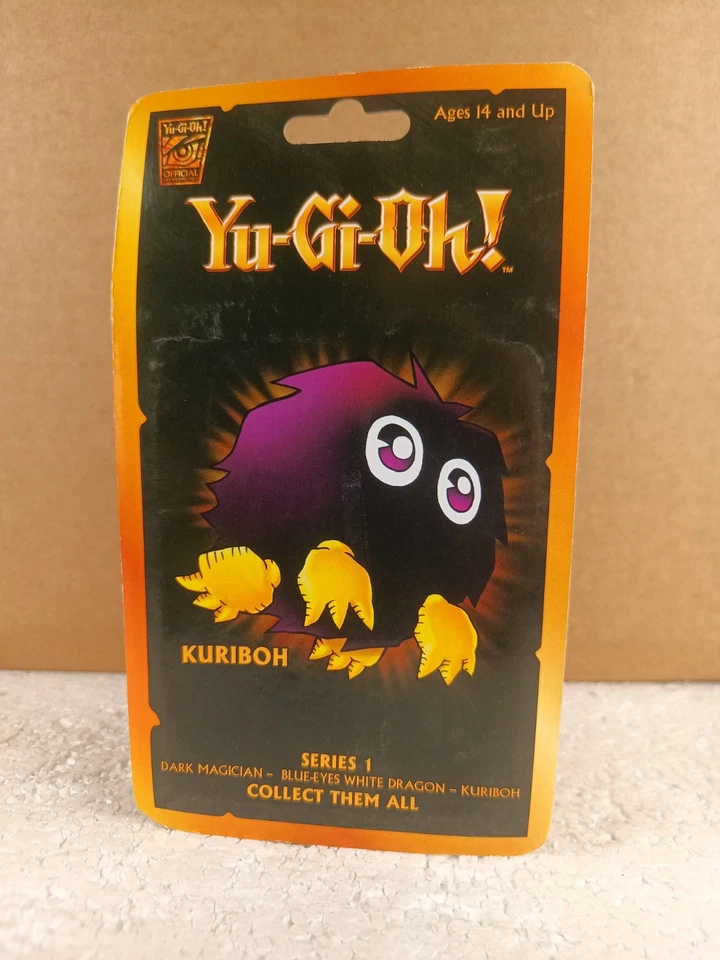 Yu-Gi-Oh!
OFFICIAL
Ages 14 and Up
Yu-Gi-Oh!
™
KURIBOH
SERIES 1
DARK MAGICIAN – BLUE-EYES WHITE DRAGON – KURIBOH
COLLECT THEM ALL